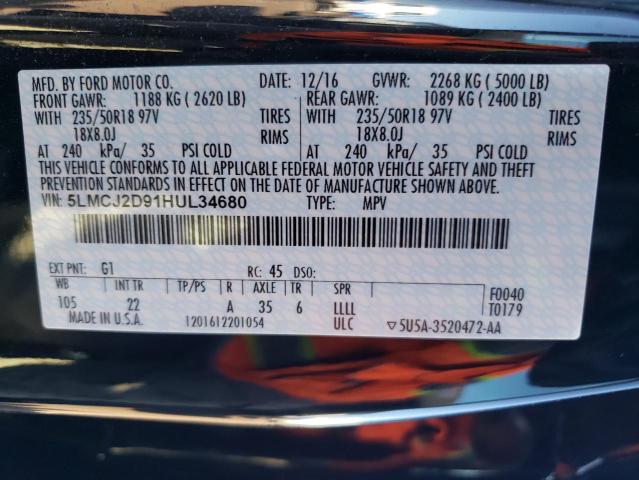 MFD. BY FORD MOTOR CO. DATE: 12/16 GVWR: 2268 KG ( 5000 LB)
FRONT GAWR: 1188 KG ( 2620 LB) REAR GAWR: 1089 KG ( 2400 LB)
WITH 235/50R18 97V TIRES WITH 235/50R18 97V TIRES
18X8.0J RIMS 18X8.0J RIMS
AT 240 kPa/ 35 PSI COLD AT 240 kPa/ 35 PSI COLD
THIS VEHICLE CONFORMS TO ALL APPLICABLE FEDERAL MOTOR VEHICLE SAFETY AND THEFT
PREVENTION STANDARDS IN EFFECT ON THE DATE OF MANUFACTURE SHOWN ABOVE.
VIN: 5LMCJ2D91HUL34680 TYPE: MPV
EXT PNT: G1 RC: 45 DSO:
WB INT TR TP/PS R AXLE TR SPR F0040
105 22 A 35 6 LLLL T0179
MADE IN U.S.A. 1201612201054 ULC ▽5U5A-3520472-AA